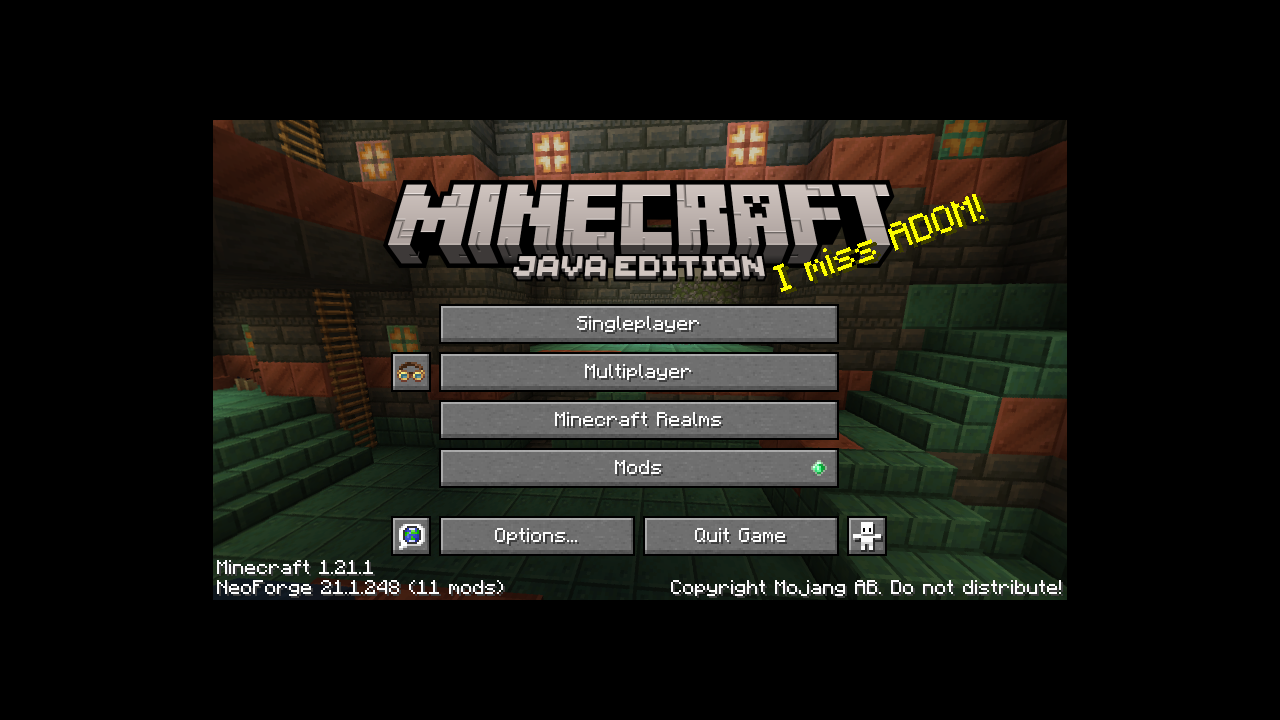 MINECRAFT
JAVA EDITION
I miss ADOM!
Singleplayer
Multiplayer
Minecraft Realms
Mods
Options...
Quit Game
Minecraft 1.21.1
NeoForge 21.1.248 (11 mods)
Copyright Mojang AB. Do not distribute!